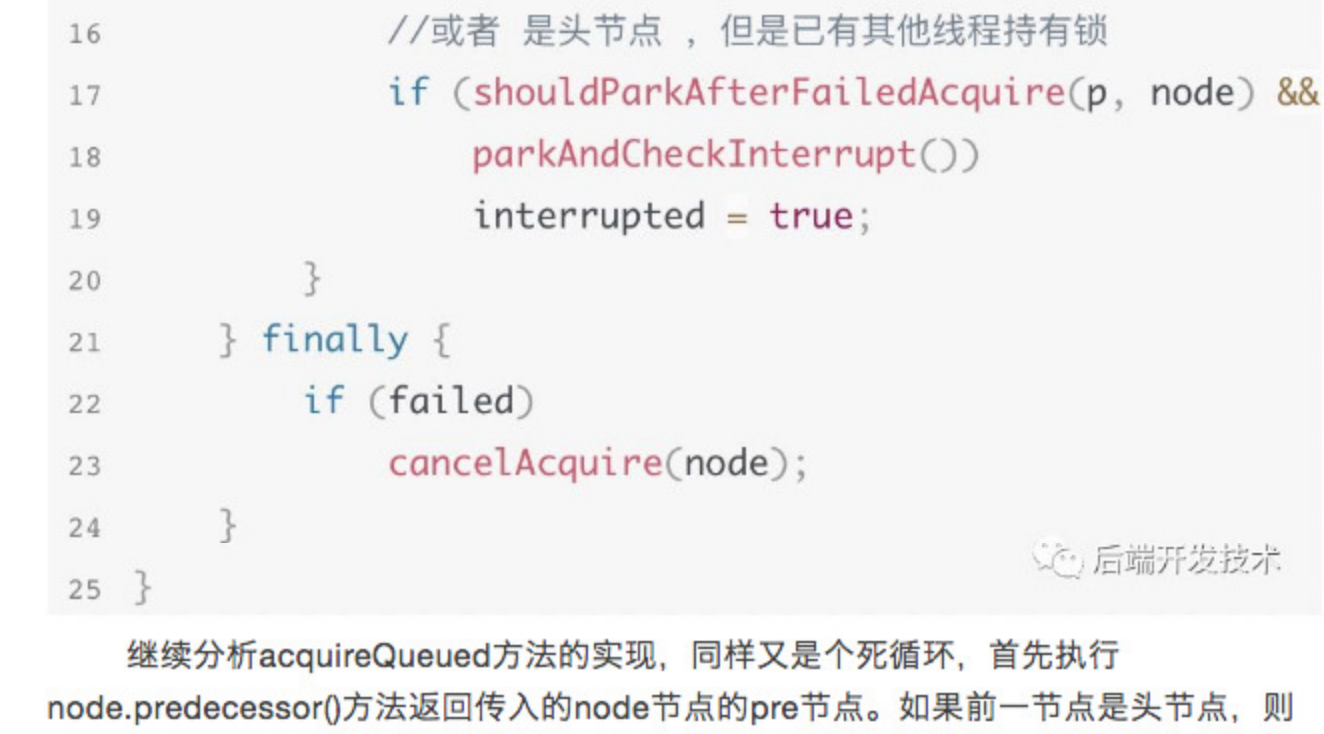 16 //或者 是头节点 ，但是已有其他线程持有锁
17 if (shouldParkAfterFailedAcquire(p, node) &&
18 parkAndCheckInterrupt())
19 interrupted = true;
20 }
21 } finally {
22 if (failed)
23 cancelAcquire(node);
24 }
后端开发技术
25 }
继续分析acquireQueued方法的实现，同样又是个死循环，首先执行
node.predecessor()方法返回传入的node节点的pre节点。如果前一节点是头节点，则